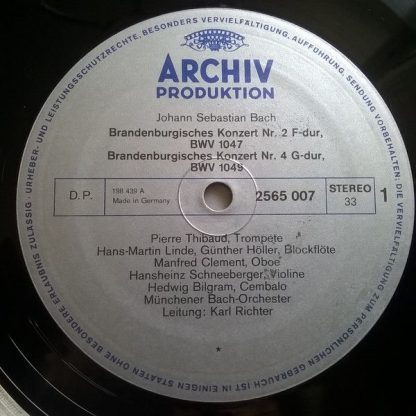 URHEBER- UND LEISTUNGSSCHUTZRECHTE, BESONDERS VERVIELFÄLTIGUNG, AUFFÜHRUNG, SENDUNG VORBEHALTEN: DIE VERVIELFÄLTIGUNG ZUM PERSÖNLICHEN GEBRAUCH IST IN EINIGEN STAATEN OHNE BESONDERE ERLAUBNIS ZULÄSSIG ·
ARCHIV
PRODUKTION
Johann Sebastian Bach
Brandenburgisches Konzert Nr. 2 F-dur,
BWV 1047
Brandenburgisches Konzert Nr. 4 G-dur,
BWV 1049
D.P.
198 439 A
Made in Germany
2565 007
STEREO
33
1
Pierre Thibaud, Trompete
Hans-Martin Linde, Günther Höller, Blockflöte
Manfred Clement, Oboe
Hansheinz Schneeberger, Violine
Hedwig Bilgram, Cembalo
Münchener Bach-Orchester
Leitung: Karl Richter
*